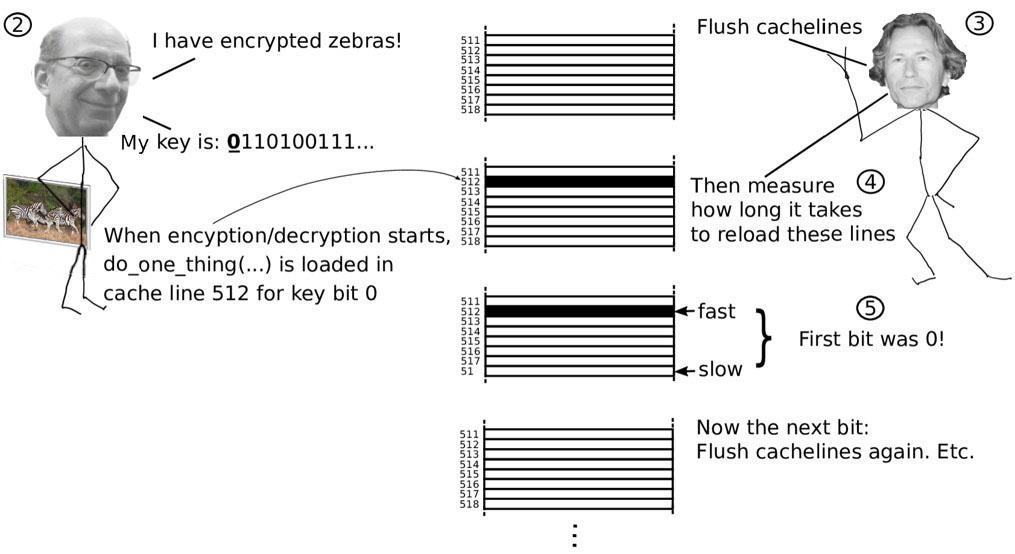 ②
I have encrypted zebras!
My key is: 0110100111...
When encyption/decryption starts,
do_one_thing(...) is loaded in
cache line 512 for key bit 0
511
512
513
514
515
516
517
518
511
512
513
514
515
516
517
518
511
512
513
514
515
516
517
51
511
512
513
514
515
516
517
518
Flush cachelines
③
Then measure ④
how long it takes
to reload these lines
fast
slow
⑤
First bit was 0!
Now the next bit:
Flush cachelines again. Etc.